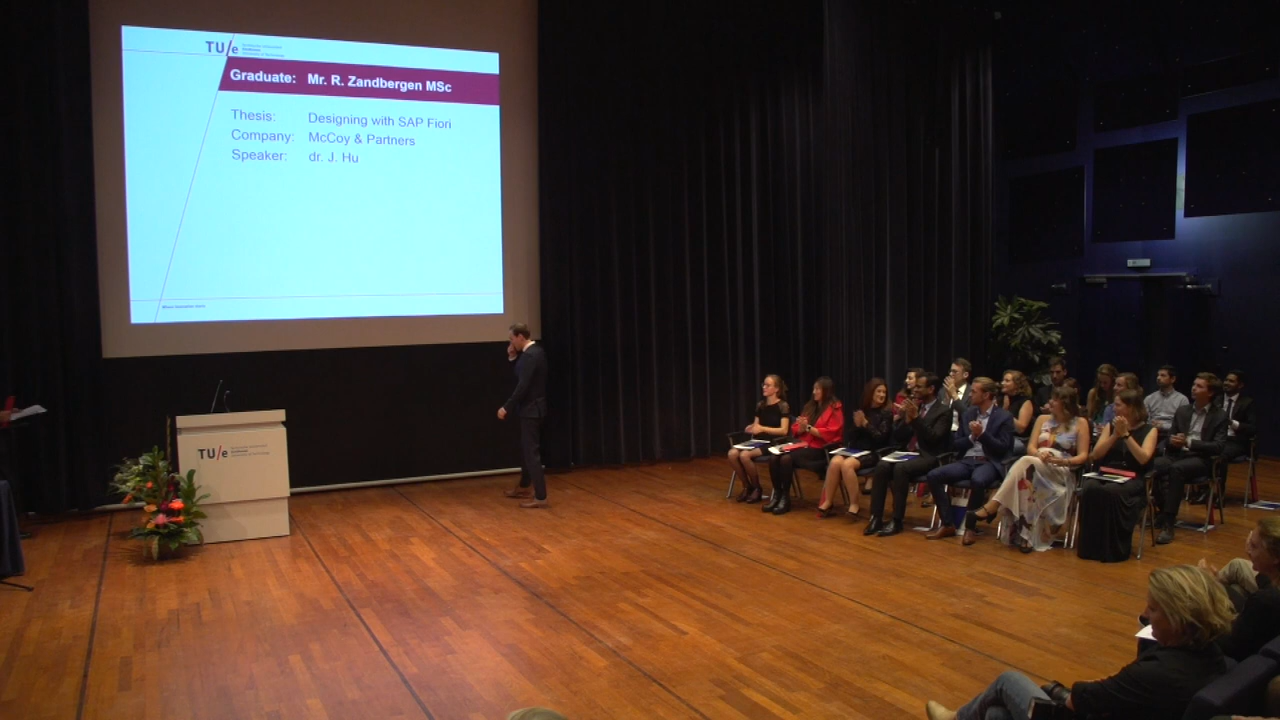 TU/e
Graduate: Mr. R. Zandbergen MSc
Thesis: Designing with SAP Fiori
Company: McCoy & Partners
Speaker: dr. J. Hu
TU/e